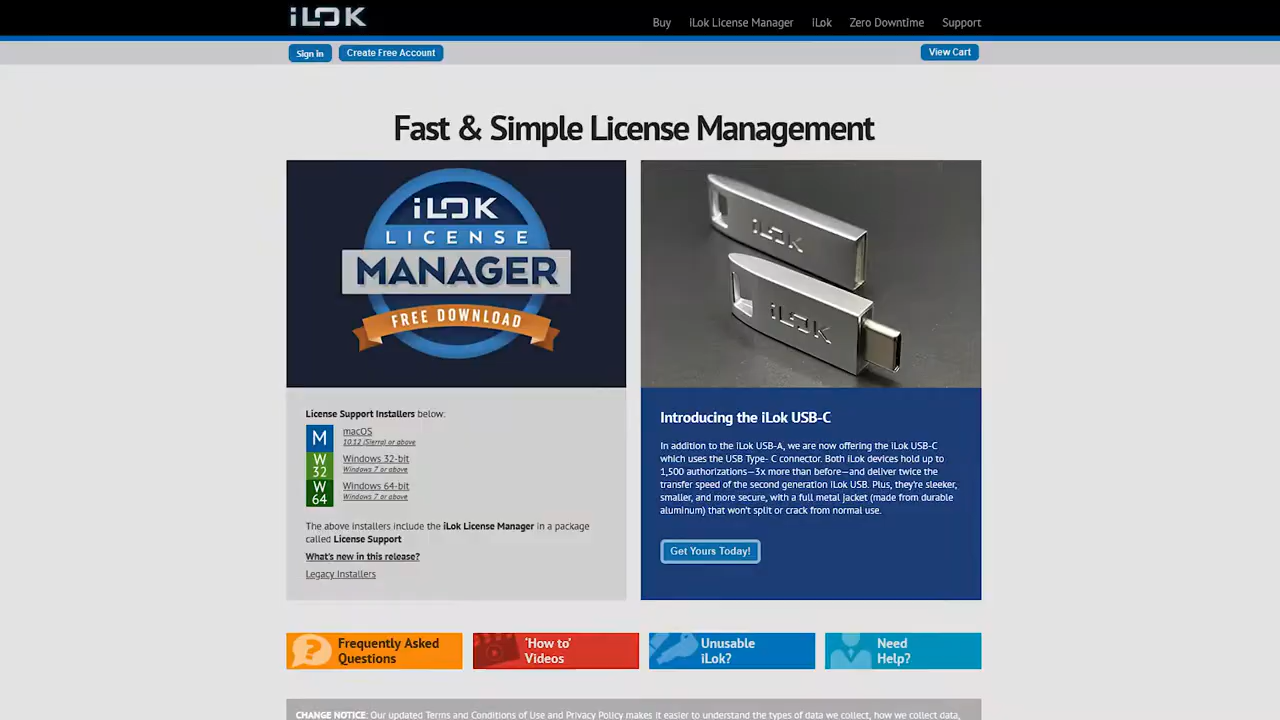 iLOK
Buy iLok License Manager iLok Zero Downtime Support
Sign in Create Free Account View Cart
Fast & Simple License Management
iLOK
LICENSE
MANAGER
FREE DOWNLOAD
iLOK
iLOK
License Support Installers below:
M macOS
10.12 (Sierra) or above
W 32 Windows 32-bit
Windows 7 or above
W 64 Windows 64-bit
Windows 7 or above
The above installers include the iLok License Manager in a package
called License Support
What's new in this release?
Legacy Installers
Introducing the iLok USB-C
In addition to the iLok USB-A, we are now offering the iLok USB-C
which uses the USB Type- C connector. Both iLok devices hold up to
1,500 authorizations—3x more than before—and deliver twice the
transfer speed of the second generation iLok USB. Plus, they're sleeker,
smaller, and more secure, with a full metal jacket (made from durable
aluminum) that won't split or crack from normal use.
Get Yours Today!
Frequently Asked
Questions
'How to'
Videos
Unusable
iLok?
Need
Help?
CHANGE NOTICE: Our updated Terms and Conditions of Use and Privacy Policy makes it easier to understand the types of data we collect, how we collect data,